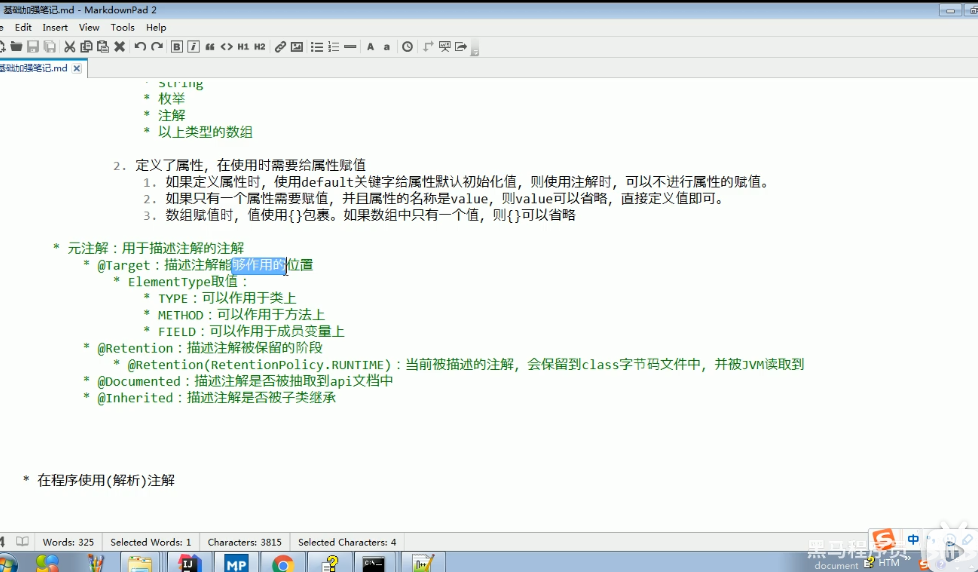 基础加强笔记.md - MarkdownPad 2
Edit Insert View Tools Help
B i “ <> H1 H2 A a
基础加强笔记.md ×
* String
* 枚举
* 注解
* 以上类型的数组
2. 定义了属性，在使用时需要给属性赋值
1. 如果定义属性时，使用default关键字给属性默认初始化值，则使用注解时，可以不进行属性的赋值。
2. 如果只有一个属性需要赋值，并且属性的名称是value，则value可以省略，直接定义值即可。
3. 数组赋值时，值使用{}包裹。如果数组中只有一个值，则{}可以省略
* 元注解：用于描述注解的注解
* @Target：描述注解能够作用的位置
* ElementType取值：
* TYPE：可以作用于类上
* METHOD：可以作用于方法上
* FIELD：可以作用于成员变量上
* @Retention：描述注解被保留的阶段
* @Retention(RetentionPolicy.RUNTIME)：当前被描述的注解，会保留到class字节码文件中，并被JVM读取到
* @Documented：描述注解是否被抽取到api文档中
* @Inherited：描述注解是否被子类继承
* 在程序使用(解析)注解
Words: 325 Selected Words: 1 Characters: 3815 Selected Characters: 4
中
黑马程序员
document HTM
IJ MP